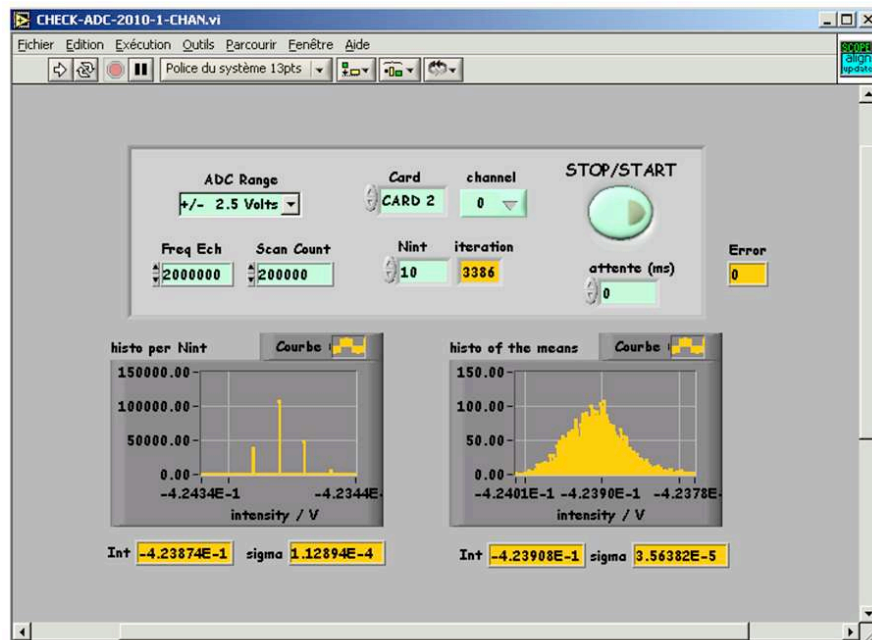 CHECK-ADC-2010-1-CHAN.vi
Fichier Edition Exécution Outils Parcourir Fenêtre Aide
Police du système 13pts
SCOPE
align
update
ADC Range
+/- 2.5 Volts
Card
CARD 2
channel
0
STOP/START
Freq Ech
2000000
Scan Count
200000
Nint
10
iteration
3386
attente (ms)
0
Error
0
histo per Nint
Courbe
150000.00
100000.00
50000.00
0.00
-4.2434E-1 -4.2344E-
intensity / V
Int -4.23874E-1 sigma 1.12894E-4
histo of the means
Courbe
150.00
100.00
50.00
0.00
-4.2401E-1 -4.2390E-1 -4.2378E-
intensity / V
Int -4.23908E-1 sigma 3.56382E-5